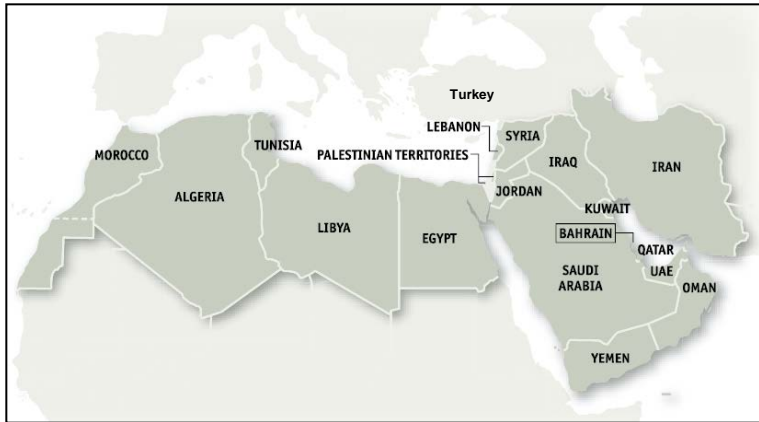 Turkey
LEBANON
SYRIA
TUNISIA
MOROCCO
PALESTINIAN TERRITORIES
IRAQ
IRAN
ALGERIA
JORDAN
LIBYA
KUWAIT
EGYPT
BAHRAIN
QATAR
SAUDI
ARABIA
UAE
OMAN
YEMEN